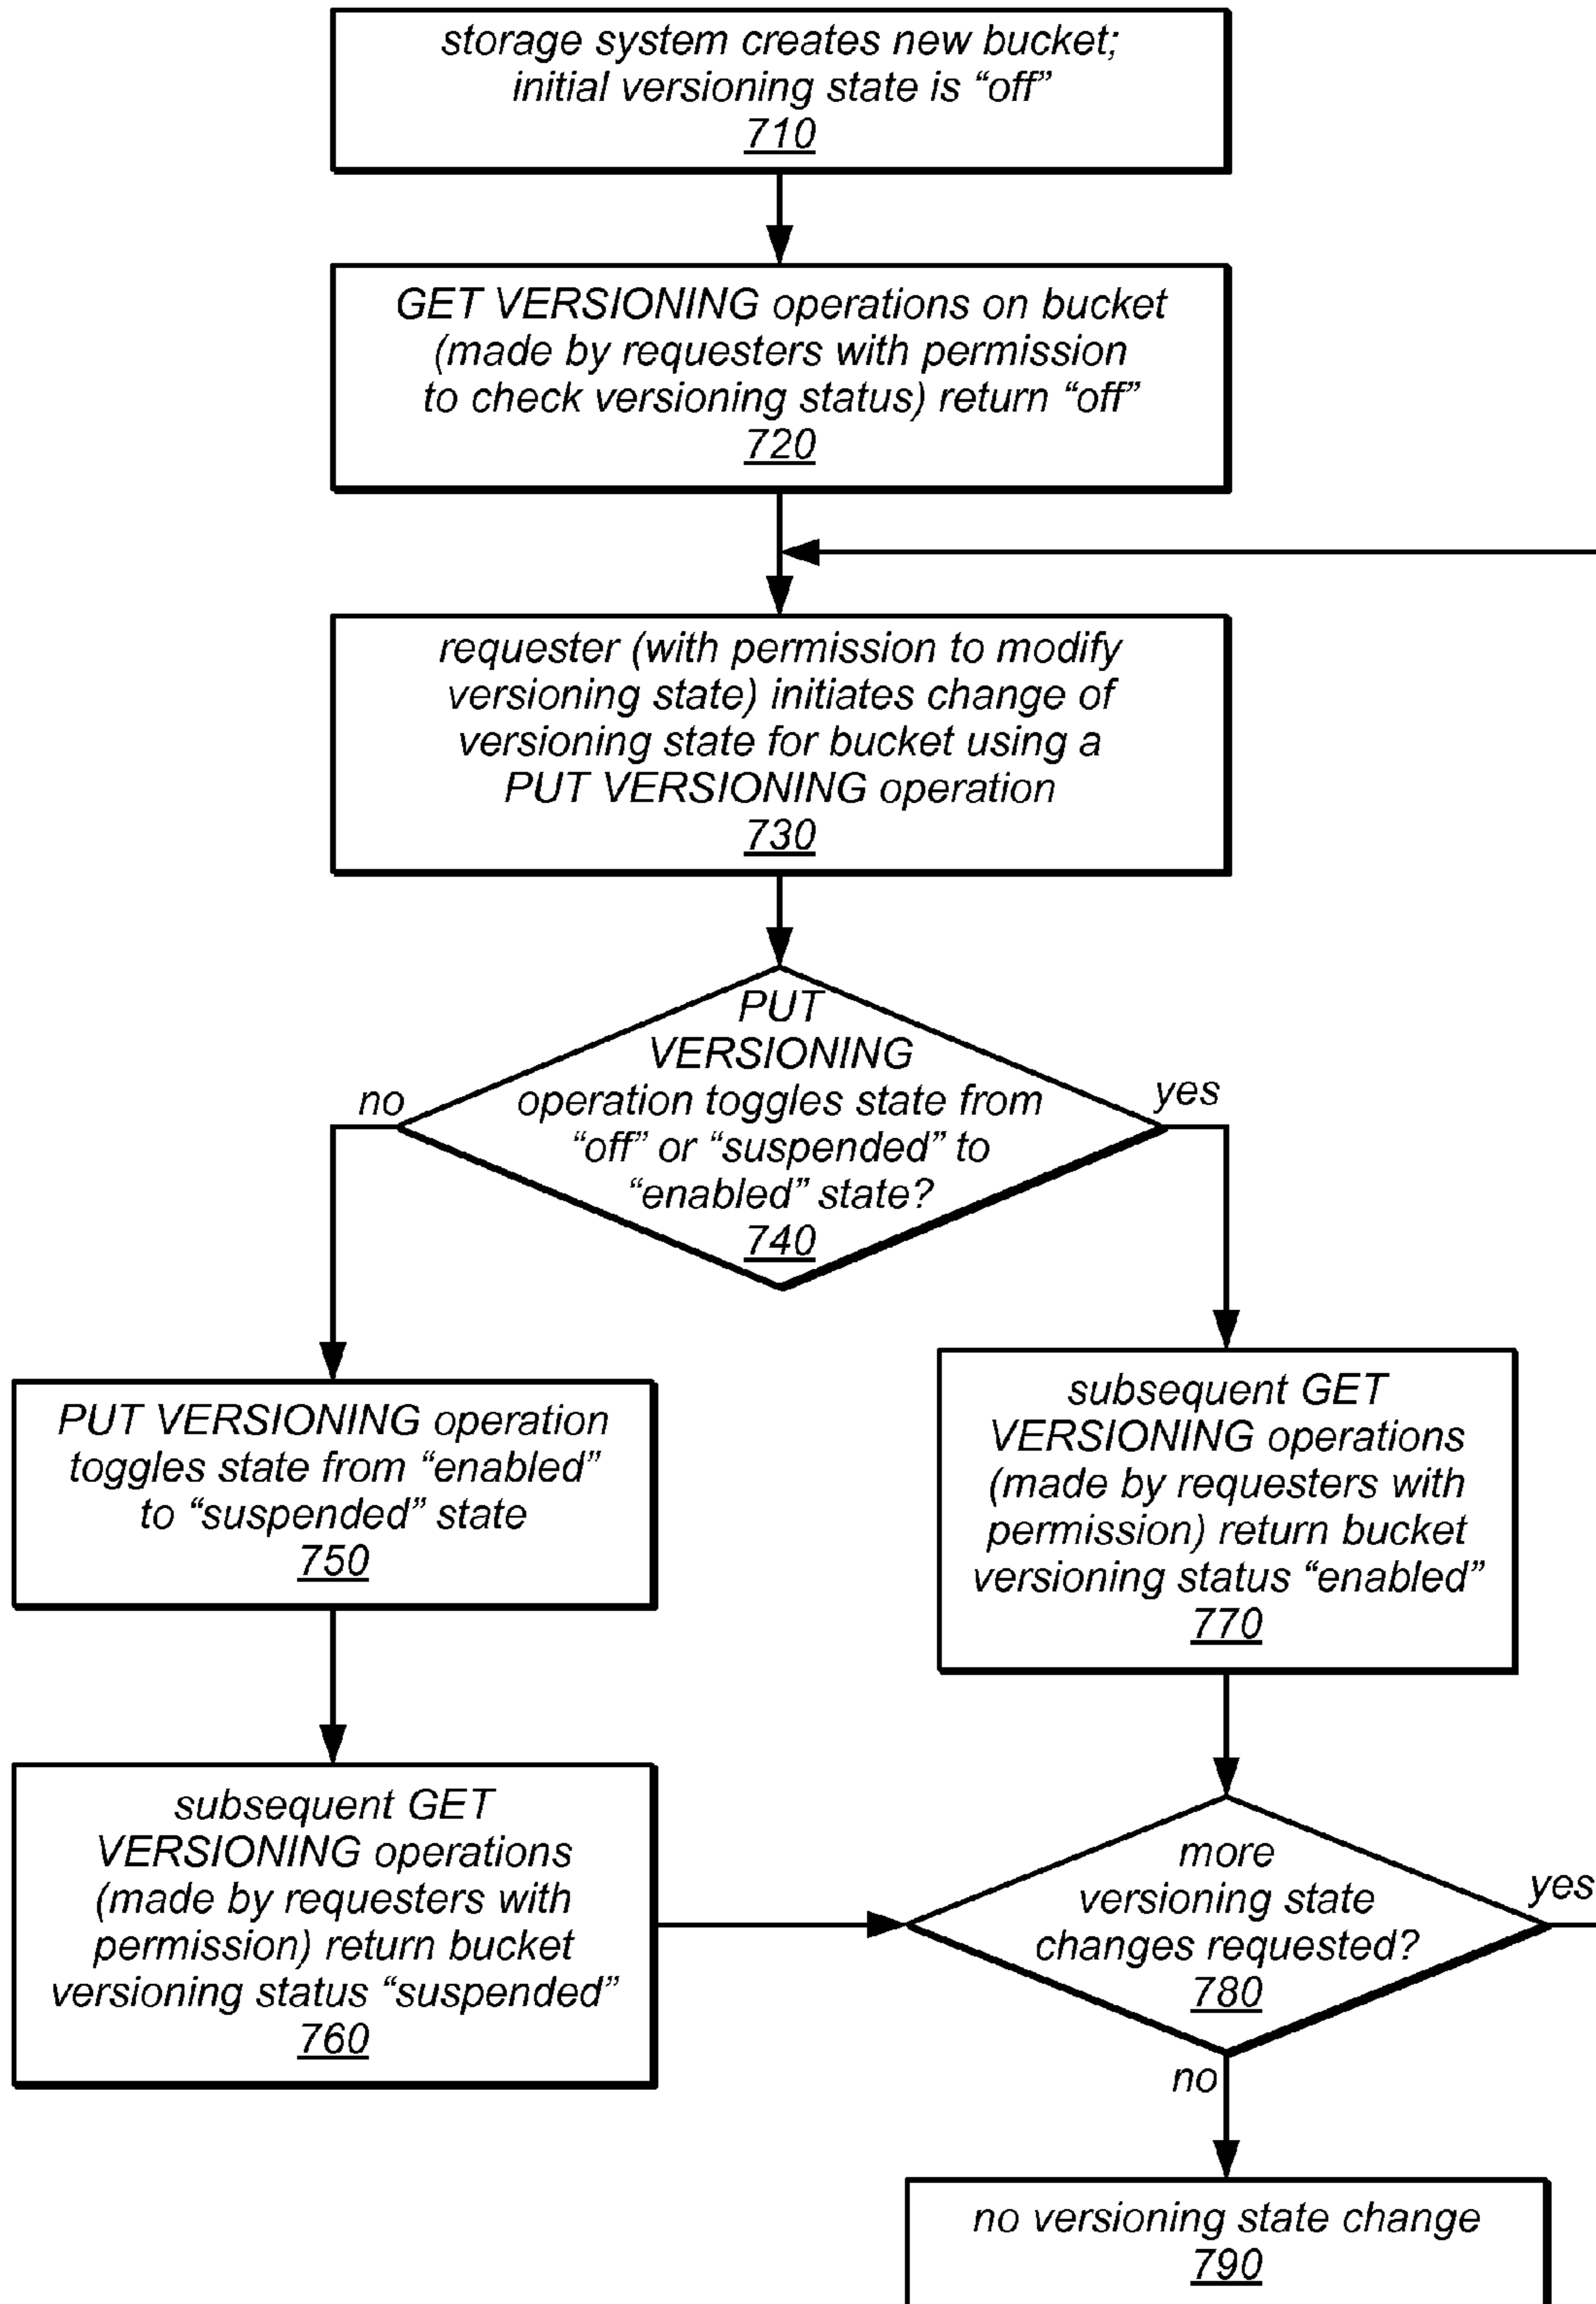 storage system creates new bucket;
initial versioning state is “off”
710
GET VERSIONING operations on bucket
(made by requesters with permission
to check versioning status) return “off”
720
requester (with permission to modify
versioning state) initiates change of
versioning state for bucket using a
PUT VERSIONING operation
730
PUT
VERSIONING
operation toggles state from
“off” or “suspended” to
“enabled” state?
740
no
yes
PUT VERSIONING operation
toggles state from “enabled”
to “suspended” state
750
subsequent GET
VERSIONING operations
(made by requesters with
permission) return bucket
versioning status “enabled”
770
subsequent GET
VERSIONING operations
(made by requesters with
permission) return bucket
versioning status “suspended”
760
more
versioning state
changes requested?
780
yes
no
no versioning state change
790